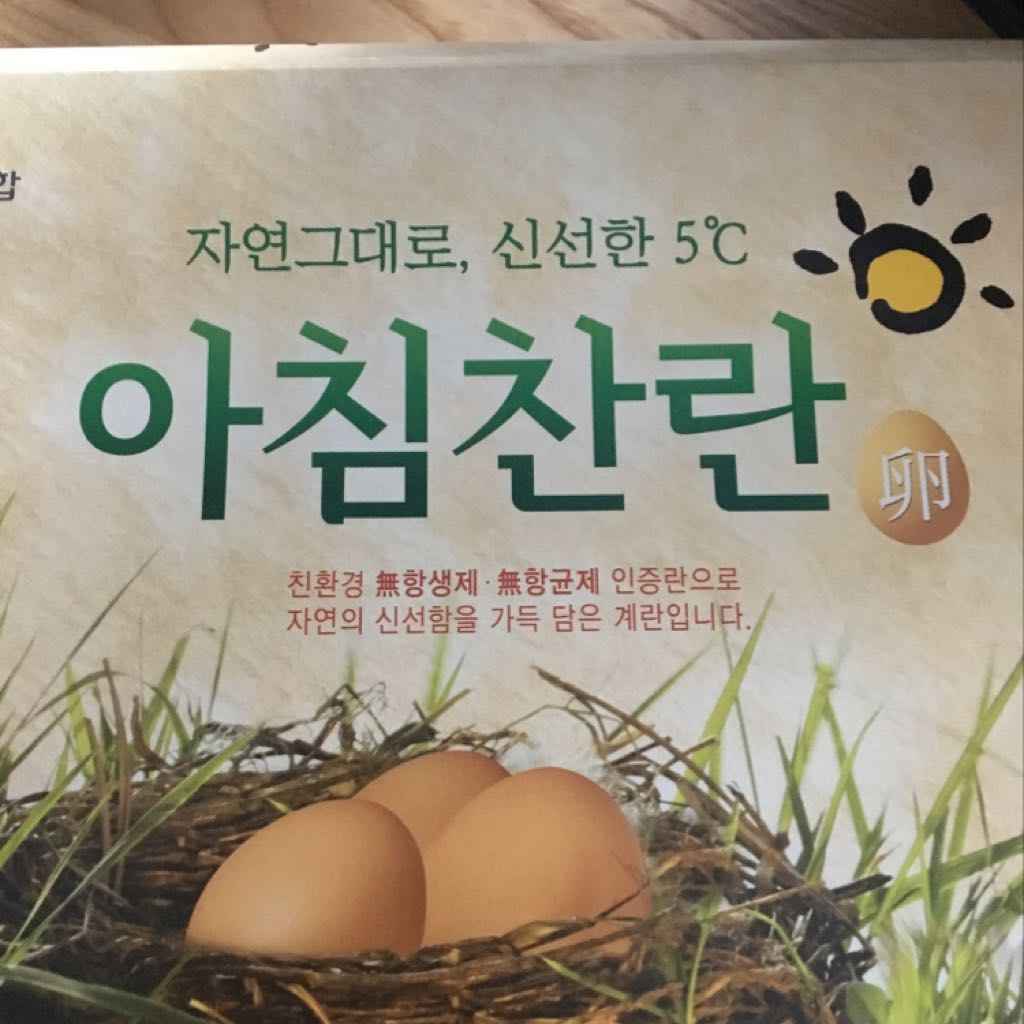 합
자연그대로, 신선한 5℃
아침찬란
卵
친환경 無항생제·無항균제 인증란으로
자연의 신선함을 가득 담은 계란입니다.